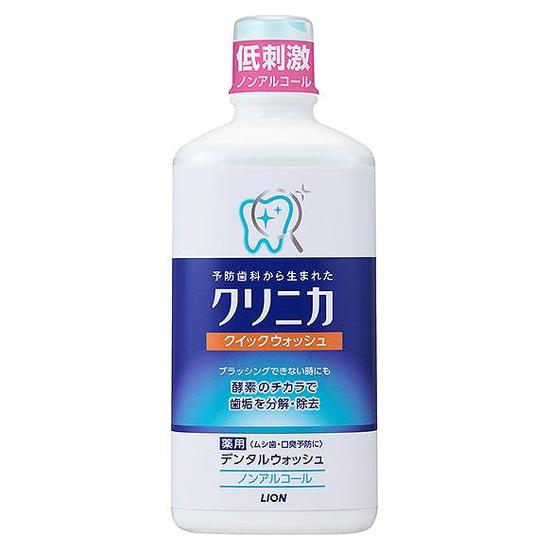 低刺激
ノンアルコール
予防歯科から生まれた
クリニカ
クイックウォッシュ
ブラッシングできない時にも
酵素のチカラで
歯垢を分解・除去
薬用〈ムシ歯・口臭予防に〉
デンタルウォッシュ
ノンアルコール
LION